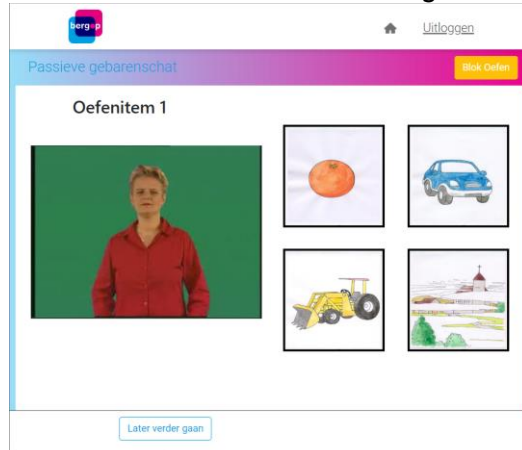 bergop
Uitloggen
Passieve gebarenschat
Blok Oefen
Oefenitem 1
Later verder gaan